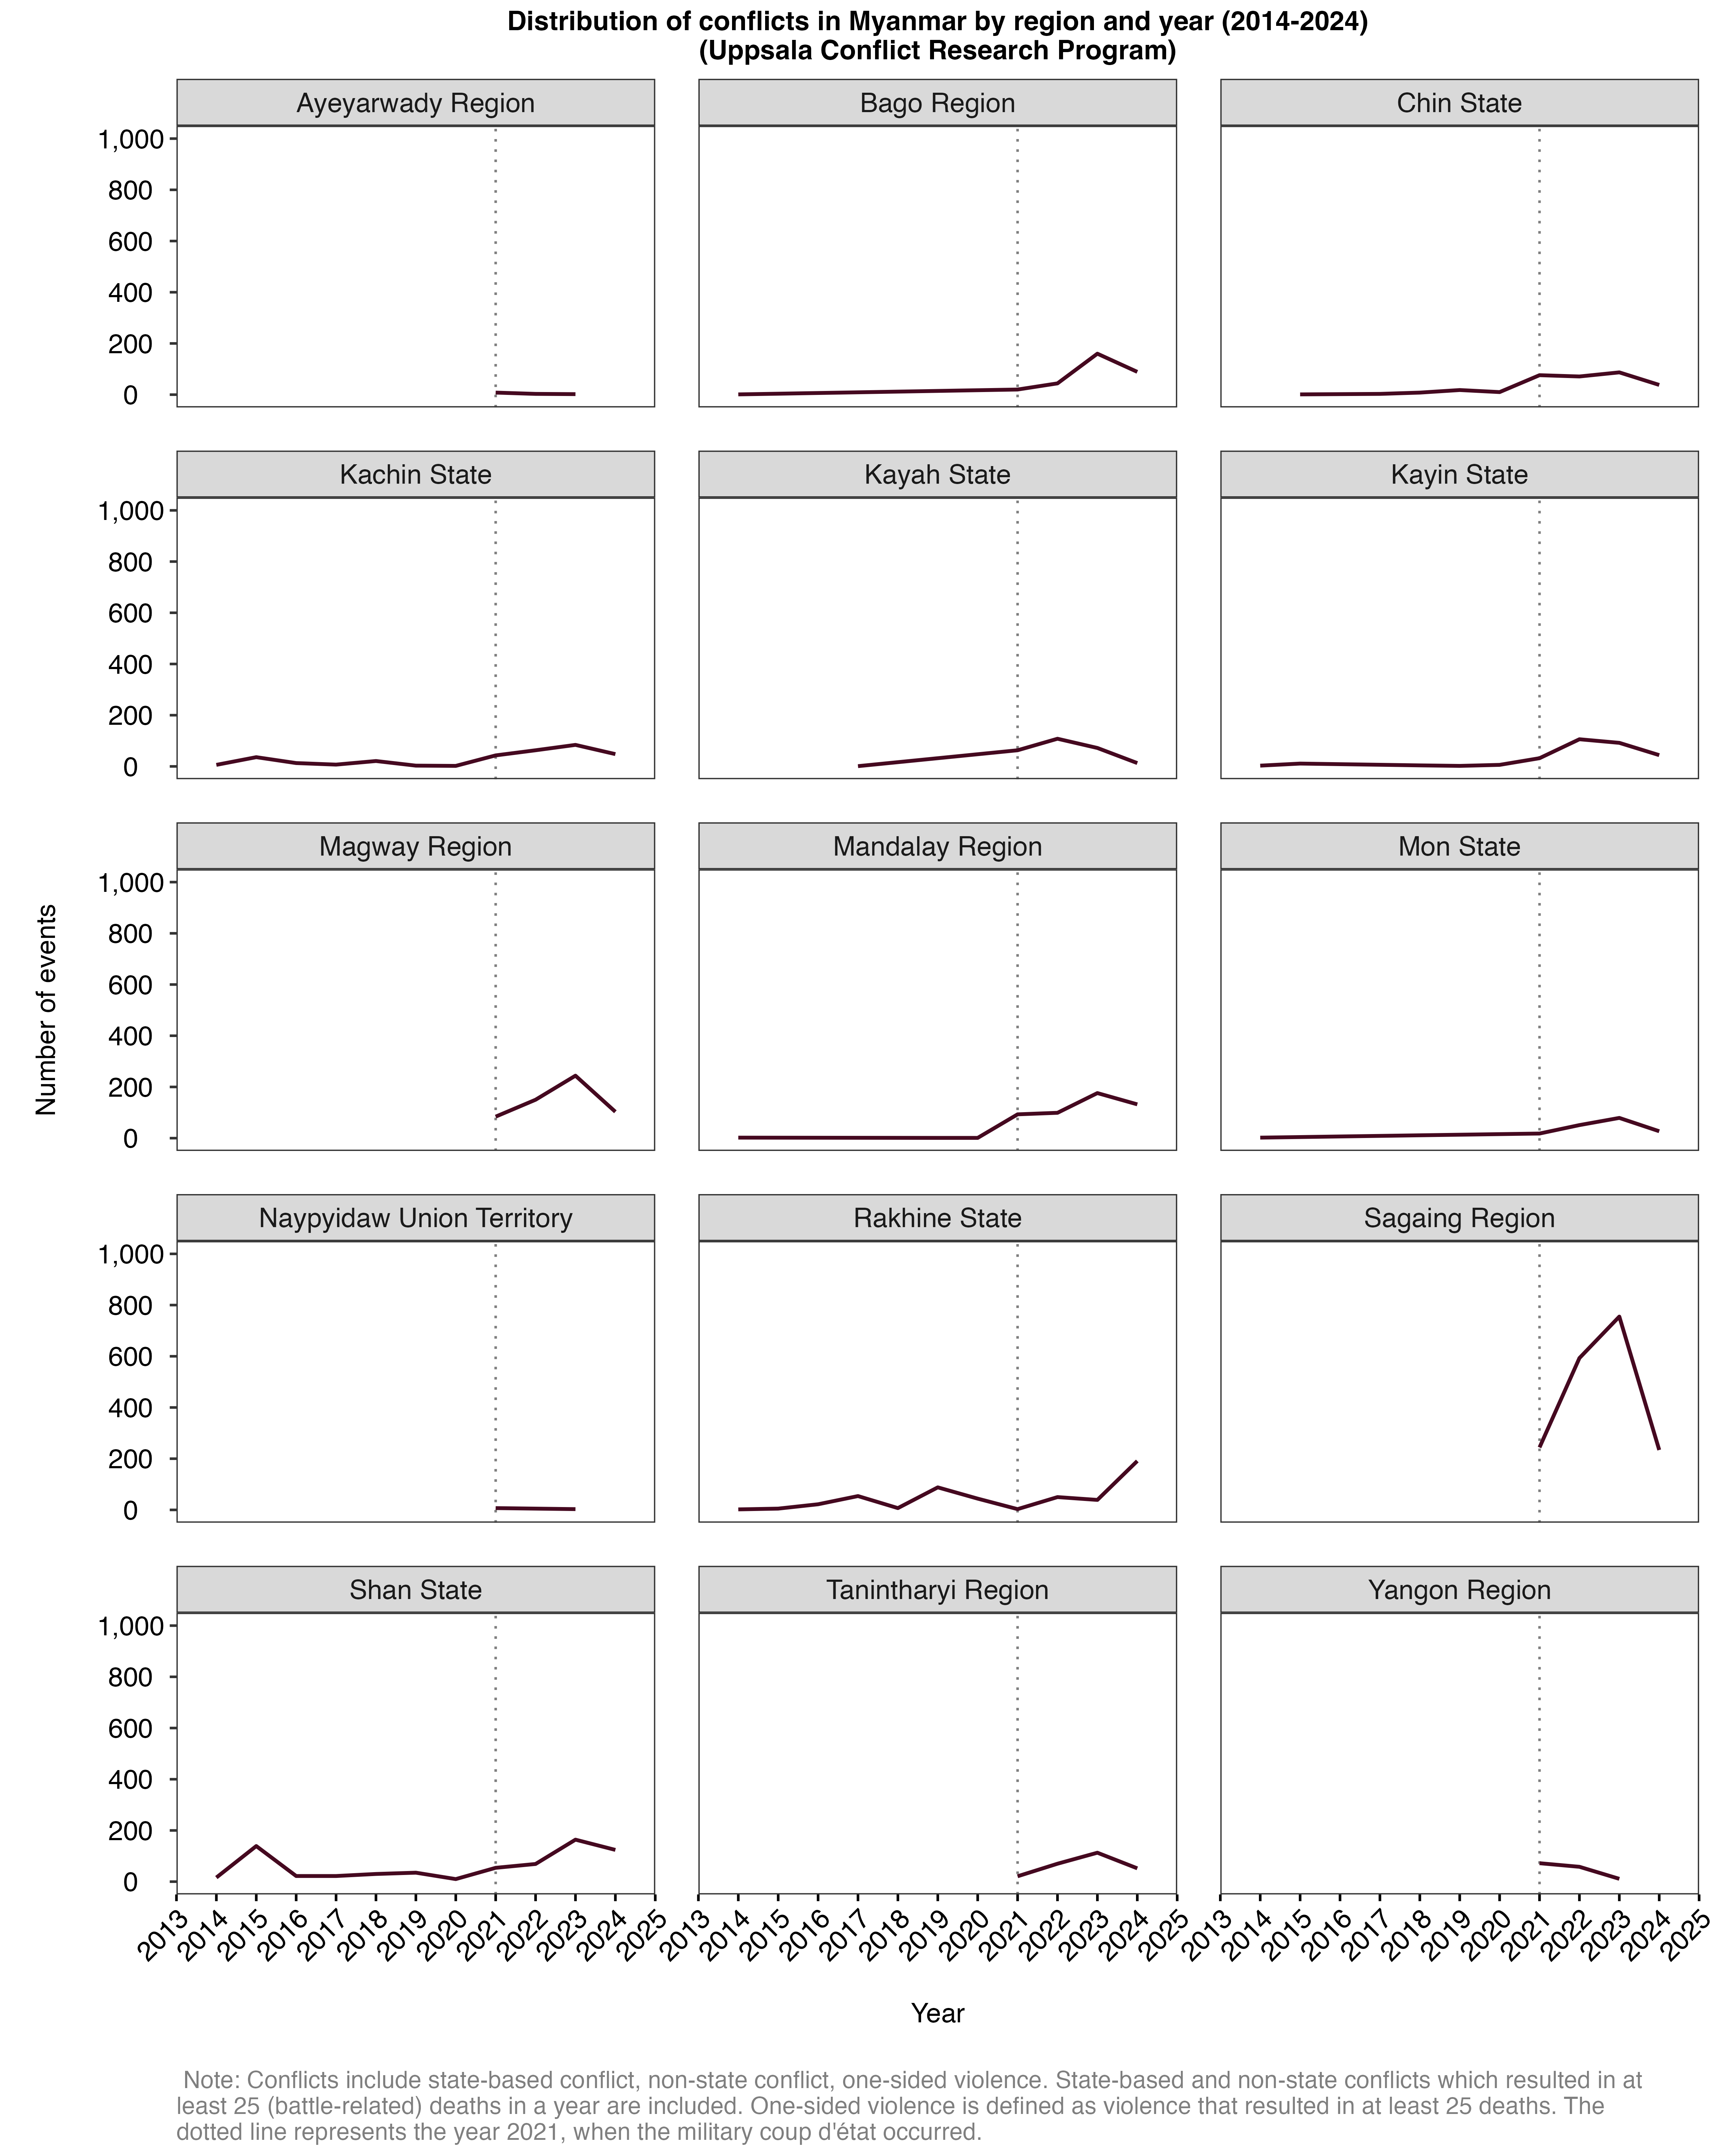 Distribution of conflicts in Myanmar by region and year (2014-2024)
(Uppsala Conflict Research Program)
Ayeyarwady Region
Bago Region
Chin State
1,000
800
600
400
200
0
Kachin State
Kayah State
Kayin State
1,000
800
600
400
200
0
Magway Region
Mandalay Region
Mon State
1,000
800
600
400
200
0
Number of events
Naypyidaw Union Territory
Rakhine State
Sagaing Region
1,000
800
600
400
200
0
Shan State
Tanintharyi Region
Yangon Region
1,000
800
600
400
200
0
2013 2014 2015 2016 2017 2018 2019 2020 2021 2022 2023 2024 2025
2013 2014 2015 2016 2017 2018 2019 2020 2021 2022 2023 2024 2025
2013 2014 2015 2016 2017 2018 2019 2020 2021 2022 2023 2024 2025
Year
Note: Conflicts include state-based conflict, non-state conflict, one-sided violence. State-based and non-state conflicts which resulted in at
least 25 (battle-related) deaths in a year are included. One-sided violence is defined as violence that resulted in at least 25 deaths. The
dotted line represents the year 2021, when the military coup d'état occurred.